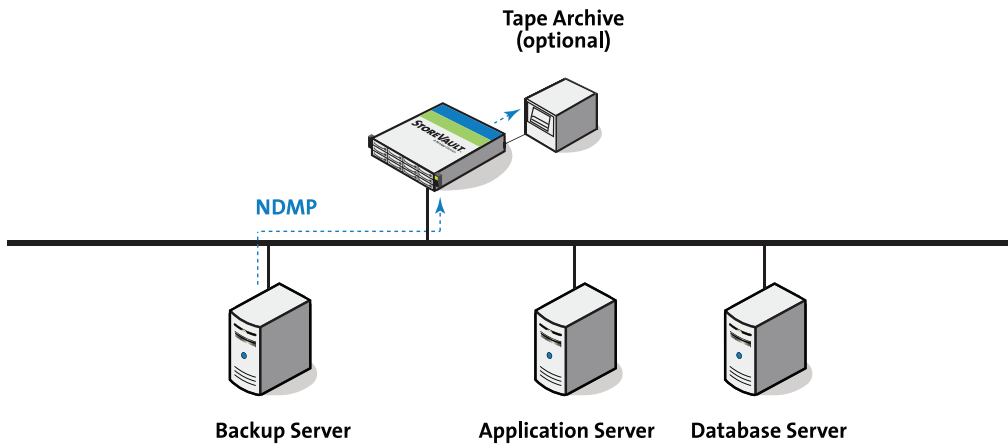 Tape Archive
(optional)
STOREVAULT
NDMP
Backup Server
Application Server
Database Server